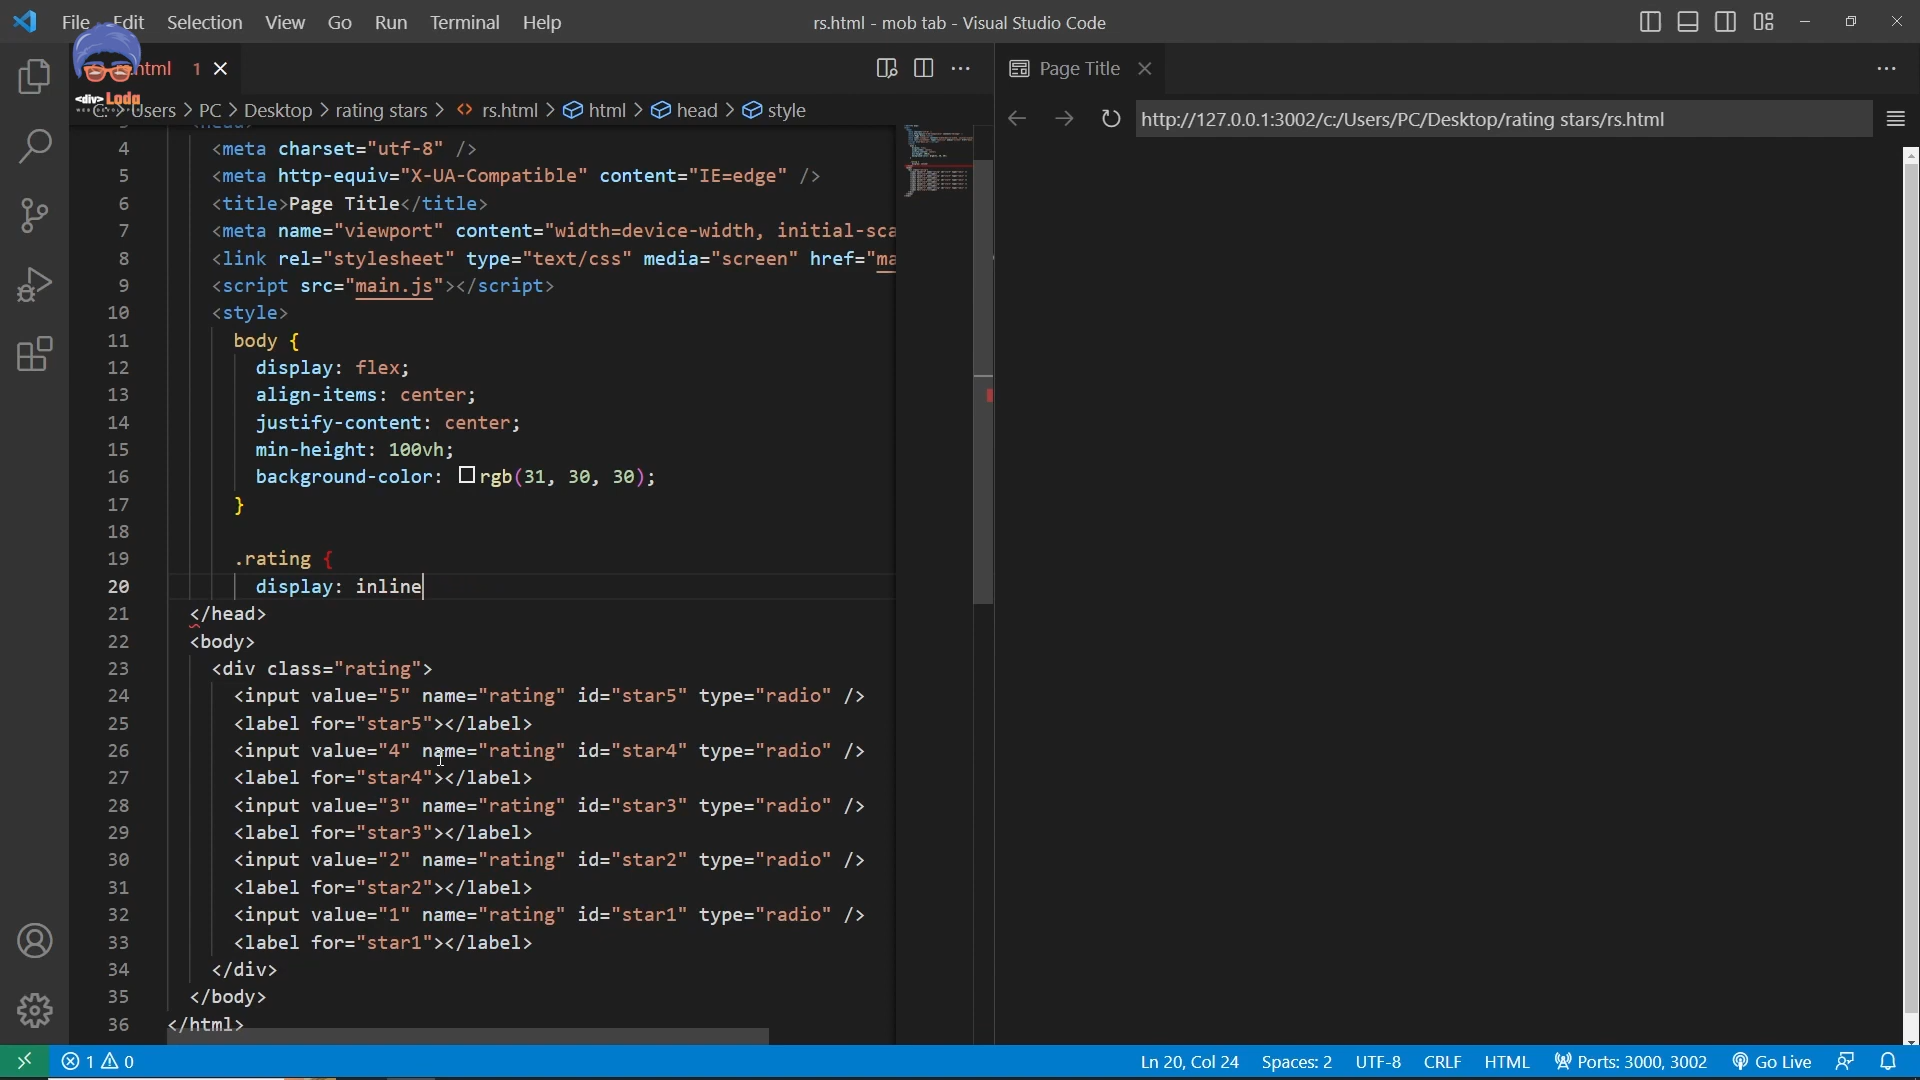 File Edit Selection View Go Run Terminal Help
rs.html - mob tab - Visual Studio Code
rs.html 1
Page Title
<div> Loda
C: > Users > PC > Desktop > rating stars > rs.html > html > head > style
http://127.0.0.1:3002/c:/Users/PC/Desktop/rating stars/rs.html
3 <head>
4 <meta charset="utf-8" />
5 <meta http-equiv="X-UA-Compatible" content="IE=edge" />
6 <title>Page Title</title>
7 <meta name="viewport" content="width=device-width, initial-sca
8 <link rel="stylesheet" type="text/css" media="screen" href="ma
9 <script src="main.js"></script>
10 <style>
11 body {
12 display: flex;
13 align-items: center;
14 justify-content: center;
15 min-height: 100vh;
16 background-color: rgb(31, 30, 30);
17 }
18
19 .rating {
20 display: inline
21 </head>
22 <body>
23 <div class="rating">
24 <input value="5" name="rating" id="star5" type="radio" />
25 <label for="star5"></label>
26 <input value="4" name="rating" id="star4" type="radio" />
27 <label for="star4"></label>
28 <input value="3" name="rating" id="star3" type="radio" />
29 <label for="star3"></label>
30 <input value="2" name="rating" id="star2" type="radio" />
31 <label for="star2"></label>
32 <input value="1" name="rating" id="star1" type="radio" />
33 <label for="star1"></label>
34 </div>
35 </body>
36 </html>
1 0
Ln 20, Col 24 Spaces: 2 UTF-8 CRLF HTML Ports: 3000, 3002 Go Live